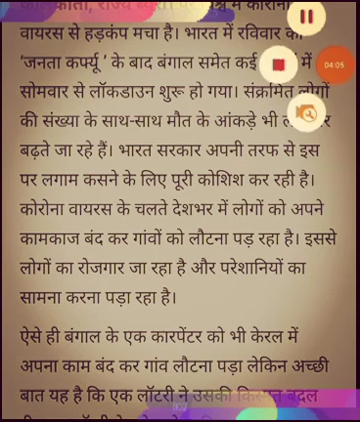 कोलकाता, राज्य ब्यूरो।
वायरस से हड़कंप मचा है। भारत में रविवार को
'जनता कर्फ्यू ' के बाद बंगाल समेत कई में
सोमवार से लॉकडाउन शुरू हो गया। संक्रमित लोगों
की संख्या के साथ-साथ मौत के आंकड़े भी
बढ़ते जा रहे हैं। भारत सरकार अपनी तरफ से इस
पर लगाम कसने के लिए पूरी कोशिश कर रही है।
कोरोना वायरस के चलते देशभर में लोगों को अपने
कामकाज बंद कर गांवों को लौटना पड़ रहा है। इससे
लोगों का रोजगार जा रहा है और परेशानियों का
सामना करना पड़ा रहा है।
ऐसे ही बंगाल के एक कारपेंटर को भी केरल में
अपना काम बंद कर गांव लौटना पड़ा लेकिन अच्छी
बात यह है कि एक लॉटरी ने उसकी किस्मत बदल
04:05